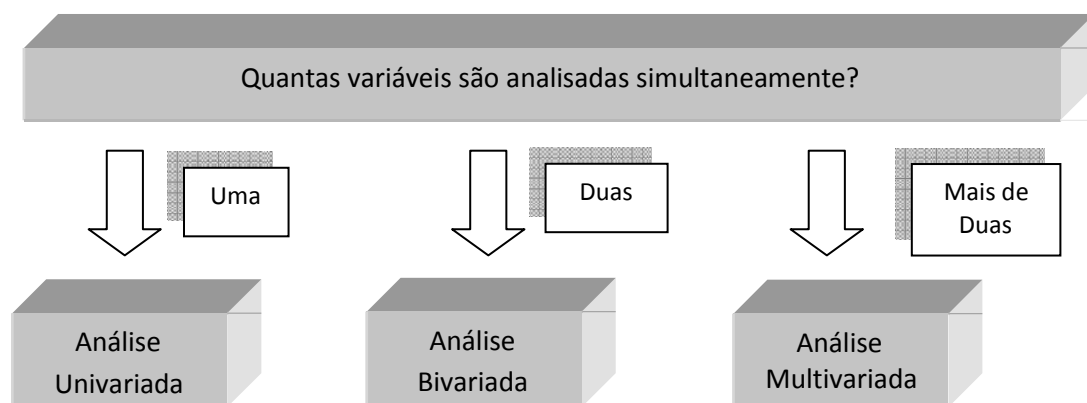 Quantas variáveis são analisadas simultaneamente?
Uma
Duas
Mais de
Duas
Análise
Univariada
Análise
Bivariada
Análise
Multivariada